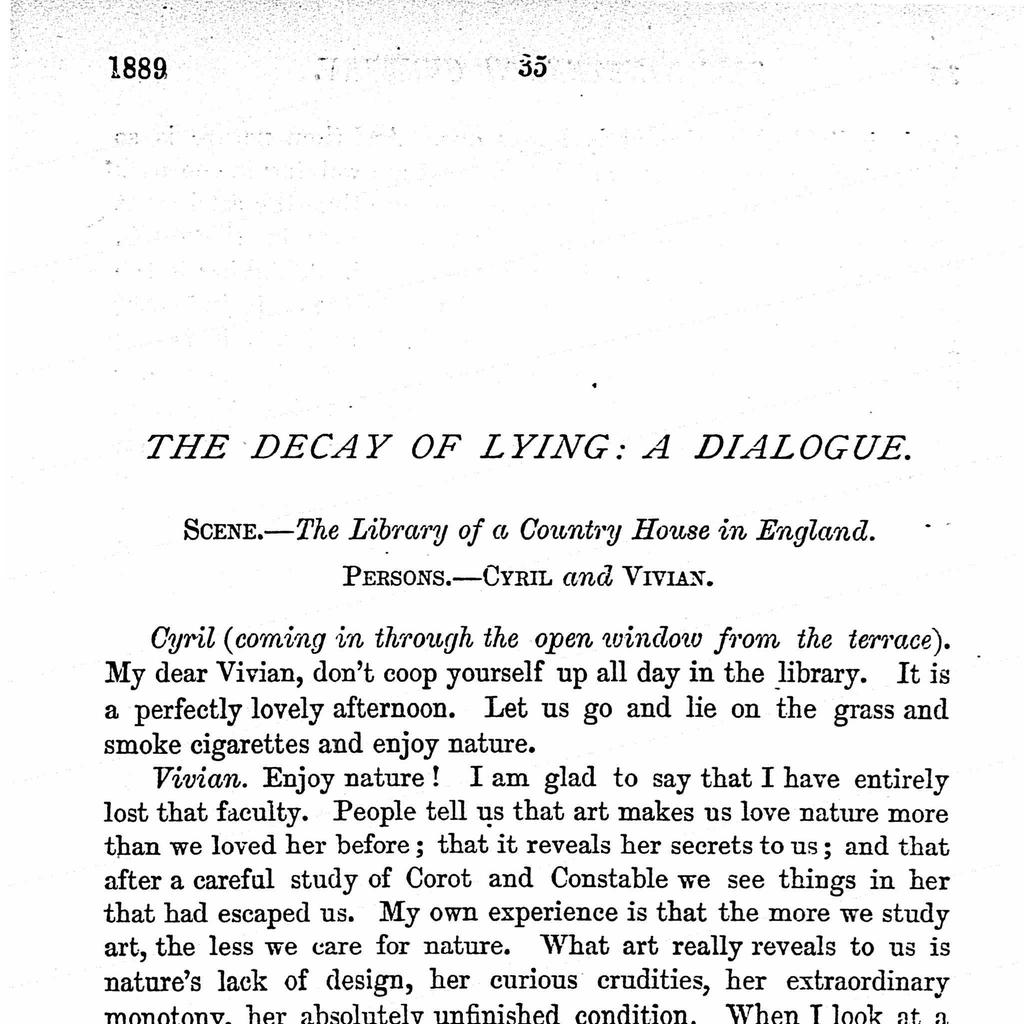 1889 35
THE DECAY OF LYING: A DIALOGUE.
SCENE.—The Library of a Country House in England.
PERSONS.—CYRIL and VIVIAN.
Cyril (coming in through the open window from the terrace).
My dear Vivian, don't coop yourself up all day in the library. It is
a perfectly lovely afternoon. Let us go and lie on the grass and
smoke cigarettes and enjoy nature.
Vivian. Enjoy nature! I am glad to say that I have entirely
lost that faculty. People tell us that art makes us love nature more
than we loved her before; that it reveals her secrets to us; and that
after a careful study of Corot and Constable we see things in her
that had escaped us. My own experience is that the more we study
art, the less we care for nature. What art really reveals to us is
nature's lack of design, her curious crudities, her extraordinary
monotony, her absolutely unfinished condition. When I look at a